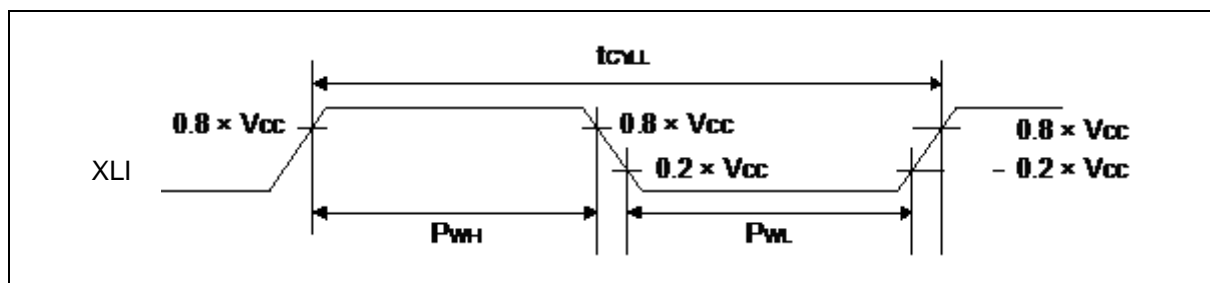 tCYLL
0.8 × Vcc
0.8 × Vcc
0.8 × Vcc
XLI
0.2 × Vcc
0.2 × Vcc
PWH
PWL